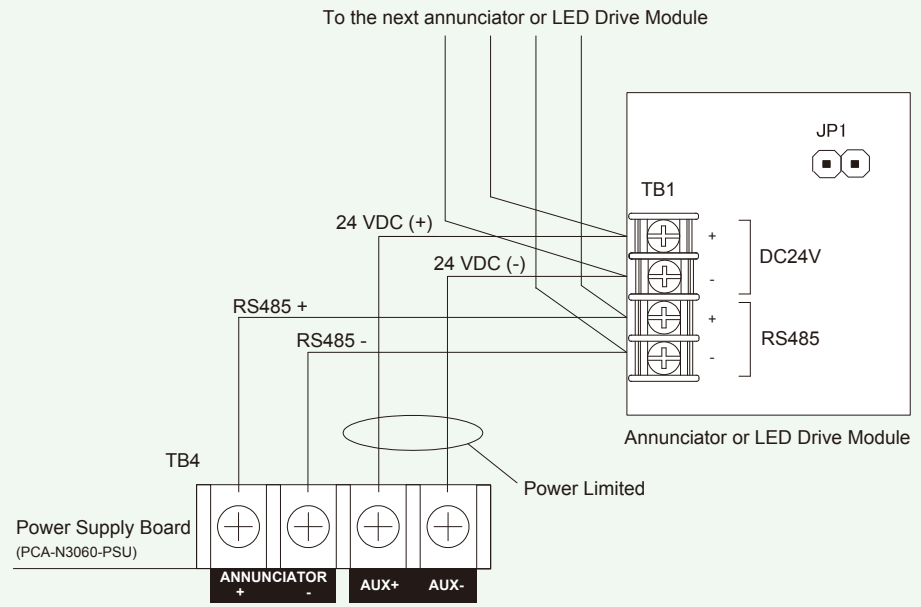 To the next annunciator or LED Drive Module
JP1
TB1
24 VDC (+)
+
DC24V
24 VDC (-)
-
RS485 +
+
RS485
RS485 -
-
Annunciator or LED Drive Module
TB4
Power Limited
Power Supply Board
(PCA-N3060-PSU)
ANNUNCIATOR
+ -
AUX+
AUX-